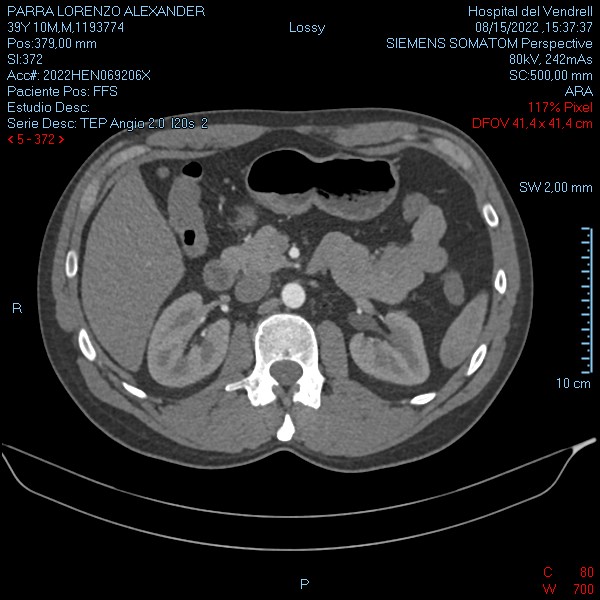 PARRA LORENZO ALEXANDER
39Y 10M,M,1193774
Pos:379,00 mm
SI:372
Acc#: 2022HEN069206X
Paciente Pos: FFS
Estudio Desc:
Serie Desc: TEP Angio 2.0 I20s 2
< 5 - 372 >
Lossy
Hospital del Vendrell
08/15/2022 ,15:37:37
SIEMENS SOMATOM Perspective
80kV, 242mAs
SC:500,00 mm
ARA
117% Pixel
DFOV 41,4 x 41,4 cm
SW 2,00 mm
R
10 cm
P
C 80
W 700